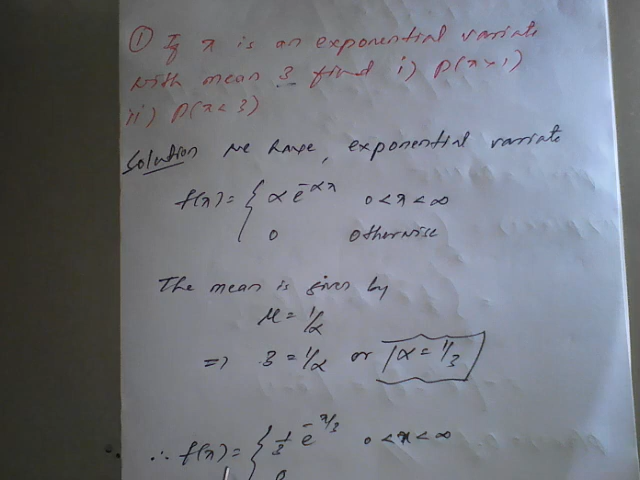 ① If x is an exponential variate
with mean 3 find i) P(x>1)
ii) P(x<3)
Solution We have, exponential variate
f(x) = { α e^{-αx} 0<x<∞
0 otherwise
The mean is given by
μ = 1/α
=> 3 = 1/α or α = 1/3
∴ f(x) = { 1/3 e^{-x/3} 0<x<∞
0